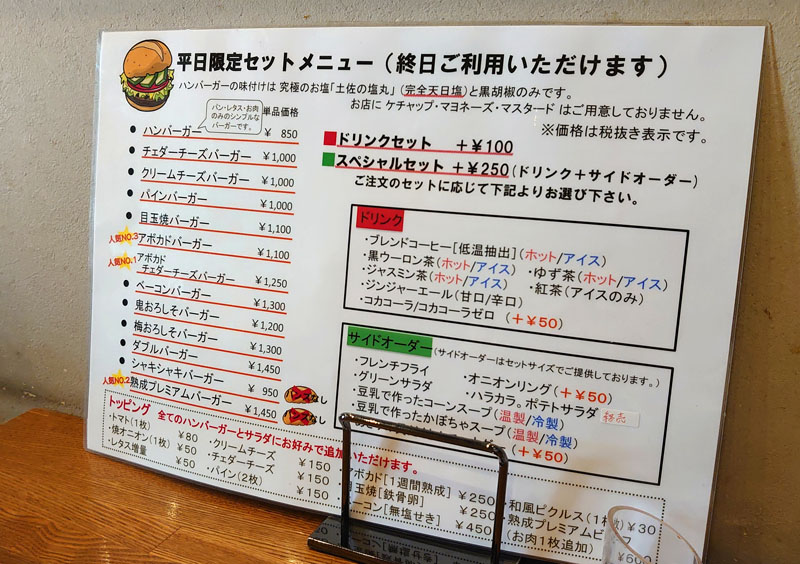 平日限定セットメニュー（終日ご利用いただけます）
ハンバーガーの味付けは 究極のお塩「土佐の塩丸」（完全天日塩）と黒胡椒のみです。
お店に ケチャップ・マヨネーズ・マスタード はご用意しておりません。
※価格は税抜き表示です。
パン・レタス・お肉
のみのシンプルな
バーガーです。
単品価格
● ハンバーガー ¥ 850
● チェダーチーズバーガー ¥1,000
● クリームチーズバーガー ¥1,000
● パインバーガー ¥1,000
● 目玉焼バーガー ¥1,100
人気NO.3 アボカドバーガー ¥1,100
人気NO.1 アボカド
チェダーチーズバーガー ¥1,250
● ベーコンバーガー ¥1,300
● 鬼おろしそバーガー ¥1,200
● 梅おろしそバーガー ¥1,300
● ダブルバーガー ¥1,450
● シャキシャキバーガー ¥ 950
人気NO.2 熟成プレミアムバーガー ¥1,450
バンズなし
バンズなし
■ドリンクセット ＋¥100
■スペシャルセット ＋¥250（ドリンク＋サイドオーダー）
ご注文のセットに応じて下記よりお選び下さい。
ドリンク
・ブレンドコーヒー[低温抽出]（ホット/アイス）
・黒ウーロン茶（ホット/アイス） ・ゆず茶（ホット/アイス）
・ジャスミン茶（ホット/アイス） ・紅茶（アイスのみ）
・ジンジャーエール（甘口/辛口）
・コカコーラ/コカコーラゼロ （＋¥50）
サイドオーダー（サイドオーダーはセットサイズでご提供しております。）
・フレンチフライ ・オニオンリング（＋¥50）
・グリーンサラダ ・ハラカラ。ポテトサラダ 終売
・豆乳で作ったコーンスープ（温製/冷製）
・豆乳で作ったかぼちゃスープ（温製/冷製）
（＋¥50）
トッピング 全てのハンバーガーとサラダにお好みで追加いただけます。
・トマト(1枚) ¥80
・焼オニオン(1枚) ¥50
・レタス増量 ¥50
・クリームチーズ ¥150
・チェダーチーズ ¥150
・パイン(2枚) ¥150
アボカド[1週間熟成] ¥250
目玉焼[鉄骨卵] ¥250
ベーコン[無塩せき] ¥450
・和風ピクルス(1枚) ¥30
・熟成プレミアムビーフ
（お肉1枚追加） ¥600